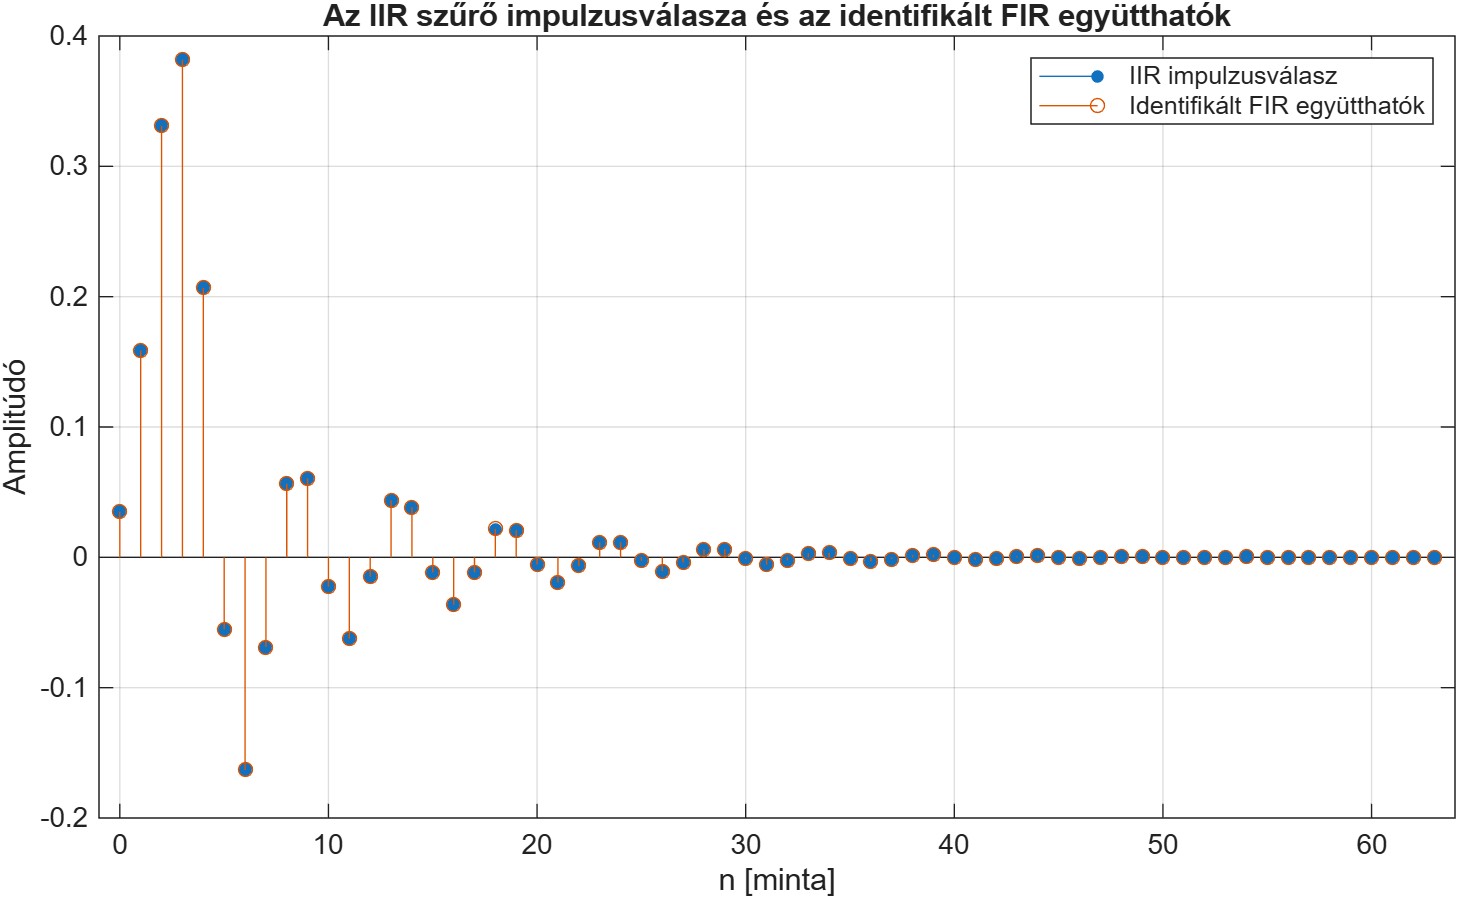 Az IIR szűrő impulzusválasza és az identifikált FIR együtthatók
IIR impulzusválasz
Identifikált FIR együtthatók
Amplitúdó
0.4
0.3
0.2
0.1
0
-0.1
-0.2
0 10 20 30 40 50 60
n [minta]